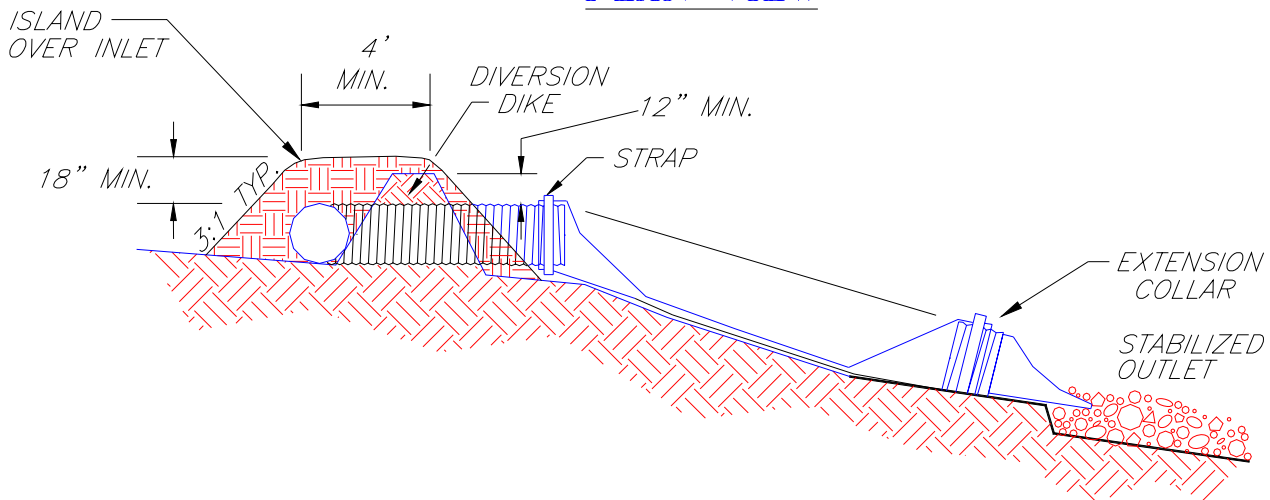 ISLAND
OVER INLET
4'
MIN.
DIVERSION
DIKE
12" MIN.
STRAP
18" MIN.
3:1 TYP.
EXTENSION
COLLAR
STABILIZED
OUTLET